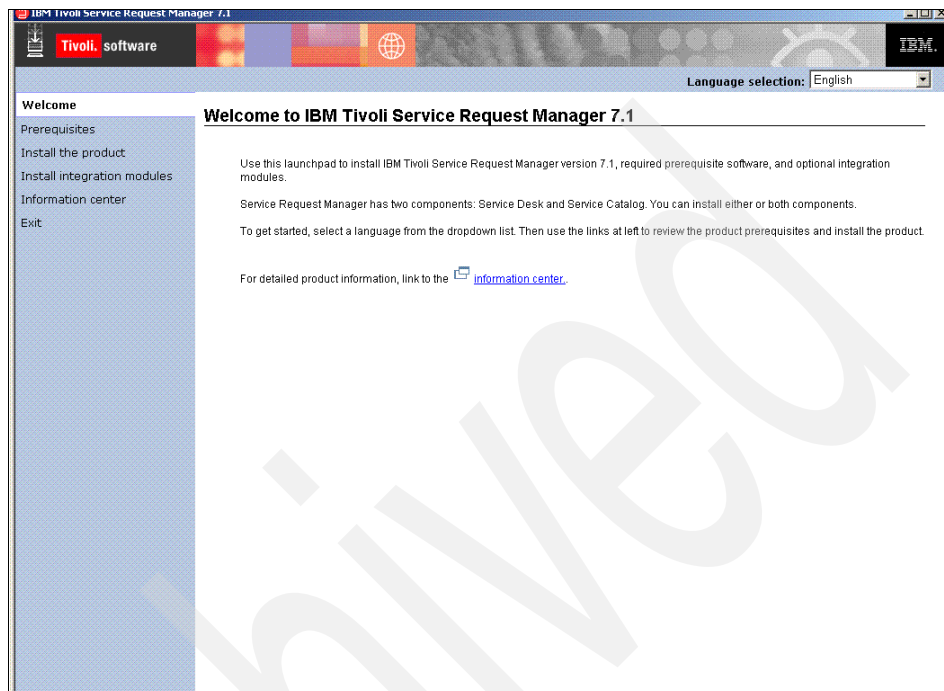 IBM Tivoli Service Request Manager 7.1
Tivoli. software
IBM.
Language selection: English
Welcome
Prerequisites
Install the product
Install integration modules
Information center
Exit
Welcome to IBM Tivoli Service Request Manager 7.1
Use this launchpad to install IBM Tivoli Service Request Manager version 7.1, required prerequisite software, and optional integration
modules.
Service Request Manager has two components: Service Desk and Service Catalog. You can install either or both components.
To get started, select a language from the dropdown list. Then use the links at left to review the product prerequisites and install the product.
For detailed product information, link to the information center..
hived